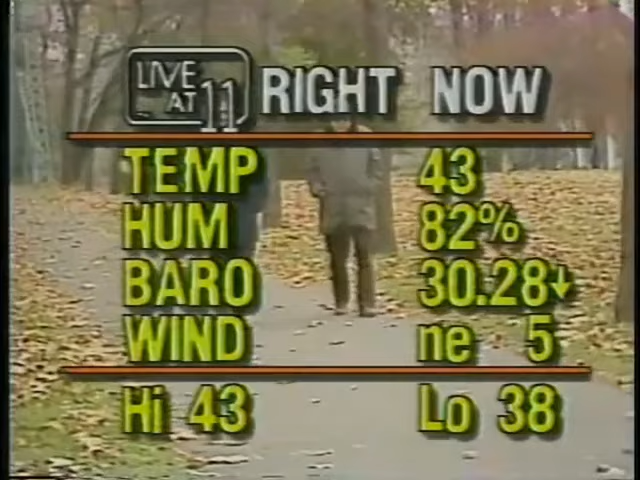 LIVE AT 11 RIGHT NOW
TEMP 43
HUM 82%
BARO 30.28↓
WIND ne 5
Hi 43 Lo 38